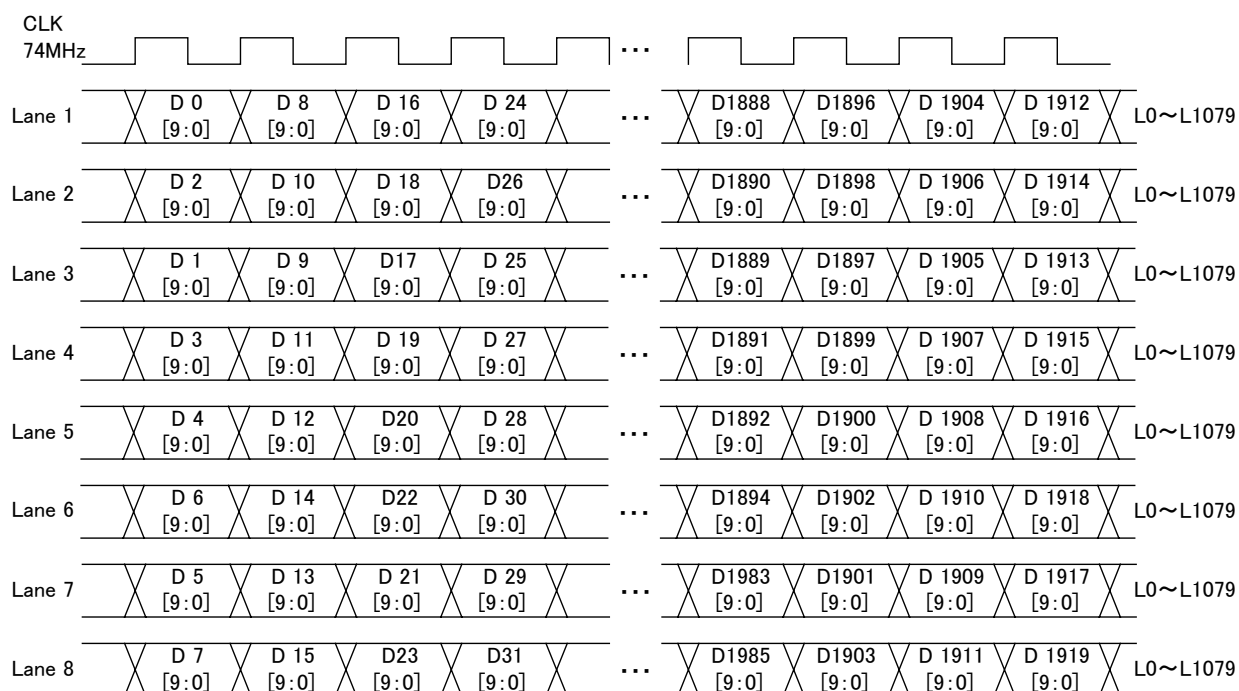 CLK
74MHz
...
Lane 1 D 0 D 8 D 16 D 24 ... D1888 D1896 D 1904 D 1912 L0~L1079
[9:0] [9:0] [9:0] [9:0] [9:0] [9:0] [9:0] [9:0]
Lane 2 D 2 D 10 D 18 D26 ... D1890 D1898 D 1906 D 1914 L0~L1079
[9:0] [9:0] [9:0] [9:0] [9:0] [9:0] [9:0] [9:0]
Lane 3 D 1 D 9 D17 D 25 ... D1889 D1897 D 1905 D 1913 L0~L1079
[9:0] [9:0] [9:0] [9:0] [9:0] [9:0] [9:0] [9:0]
Lane 4 D 3 D 11 D 19 D 27 ... D1891 D1899 D 1907 D 1915 L0~L1079
[9:0] [9:0] [9:0] [9:0] [9:0] [9:0] [9:0] [9:0]
Lane 5 D 4 D 12 D20 D 28 ... D1892 D1900 D 1908 D 1916 L0~L1079
[9:0] [9:0] [9:0] [9:0] [9:0] [9:0] [9:0] [9:0]
Lane 6 D 6 D 14 D22 D 30 ... D1894 D1902 D 1910 D 1918 L0~L1079
[9:0] [9:0] [9:0] [9:0] [9:0] [9:0] [9:0] [9:0]
Lane 7 D 5 D 13 D 21 D 29 ... D1983 D1901 D 1909 D 1917 L0~L1079
[9:0] [9:0] [9:0] [9:0] [9:0] [9:0] [9:0] [9:0]
Lane 8 D 7 D 15 D23 D31 ... D1985 D1903 D 1911 D 1919 L0~L1079
[9:0] [9:0] [9:0] [9:0] [9:0] [9:0] [9:0] [9:0]